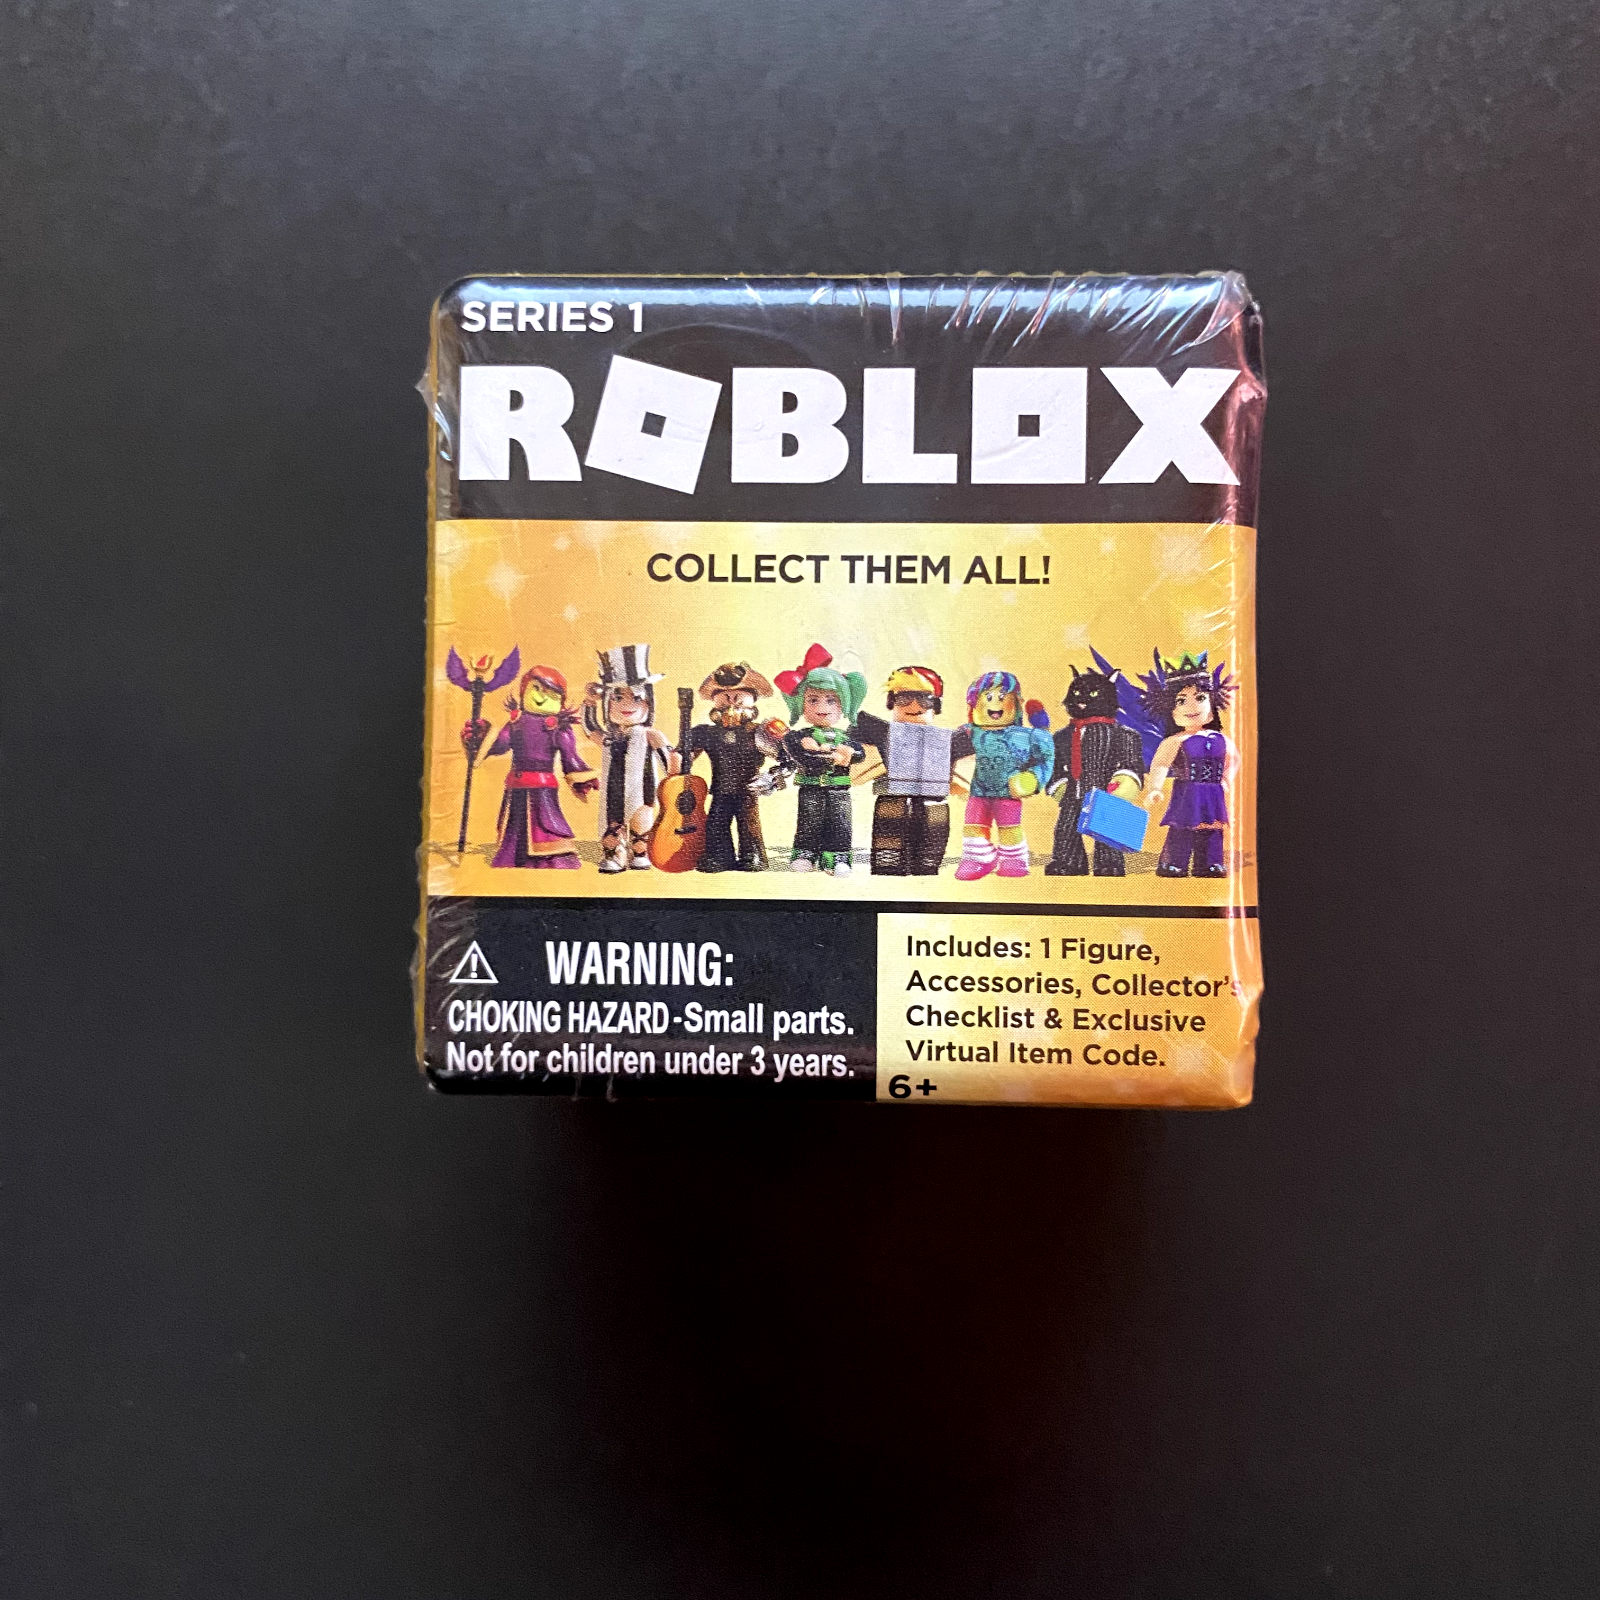 SERIES 1
ROBLOX
COLLECT THEM ALL!
WARNING:
CHOKING HAZARD-Small parts.
Not for children under 3 years.
Includes: 1 Figure,
Accessories, Collector's
Checklist & Exclusive
Virtual Item Code.
6+